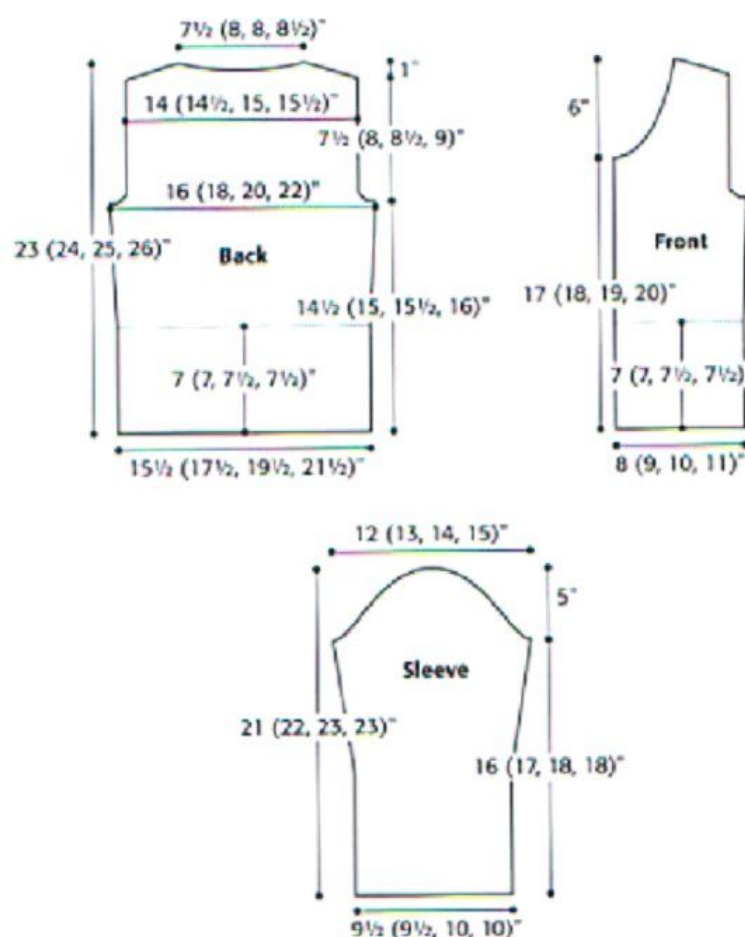 7½ (8, 8, 8½)"
1"
14 (14½, 15, 15½)"
7½ (8, 8½, 9)"
16 (18, 20, 22)"
23 (24, 25, 26)"
Back
14½ (15, 15½, 16)"
7 (7, 7½, 7½)"
15½ (17½, 19½, 21½)"
6"
Front
17 (18, 19, 20)"
7 (7, 7½, 7½)
8 (9, 10, 11)"
12 (13, 14, 15)"
5"
Sleeve
21 (22, 23, 23)"
16 (17, 18, 18)"
9½ (9½, 10, 10)"